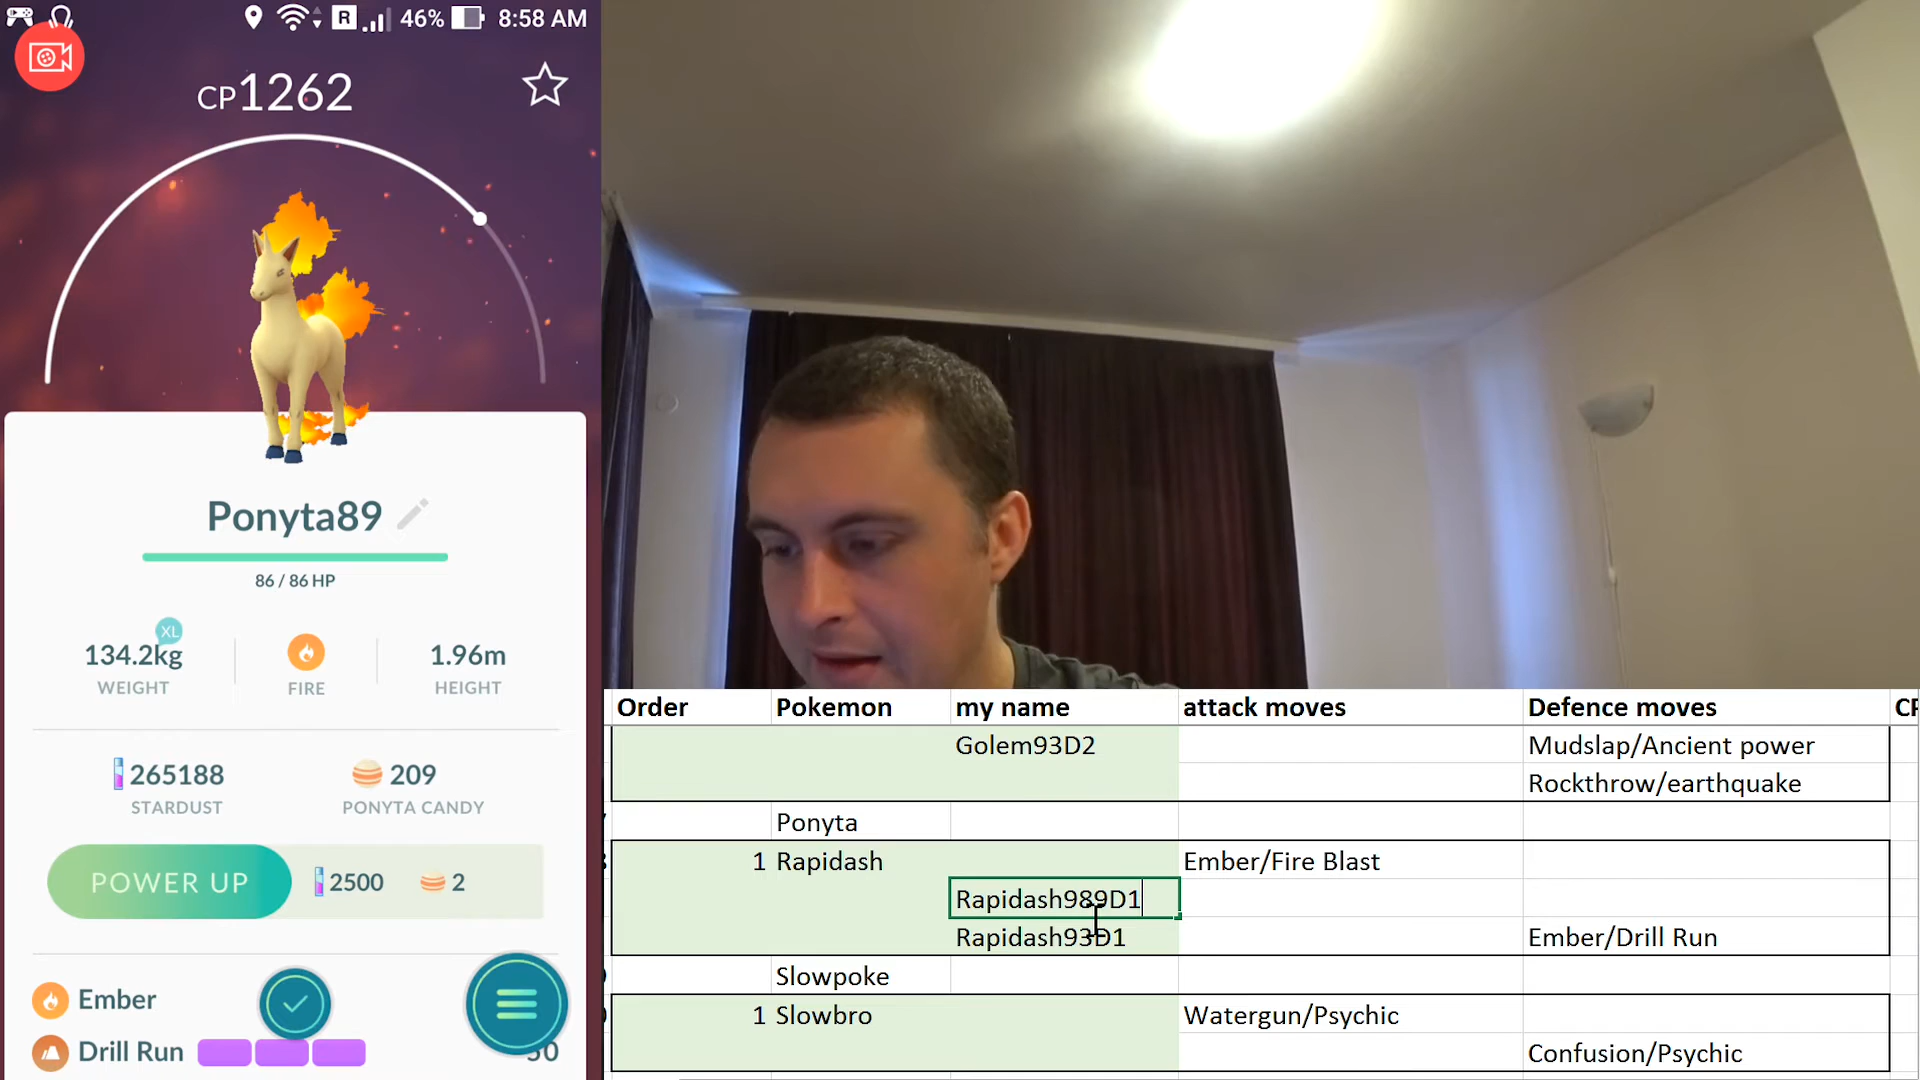 R 46% 8:58 AM
CP1262
Ponyta89
86 / 86 HP
XL
134.2kg
WEIGHT
FIRE
1.96m
HEIGHT
265188
STARDUST
209
PONYTA CANDY
POWER UP 2500 2
Ember
Drill Run 50
Order Pokemon my name attack moves Defence moves
Golem93D2 Mudslap/Ancient power
Rockthrow/earthquake
Ponyta
1 Rapidash Ember/Fire Blast
Rapidash989D1
Rapidash93D1 Ember/Drill Run
Slowpoke
1 Slowbro Watergun/Psychic
Confusion/Psychic